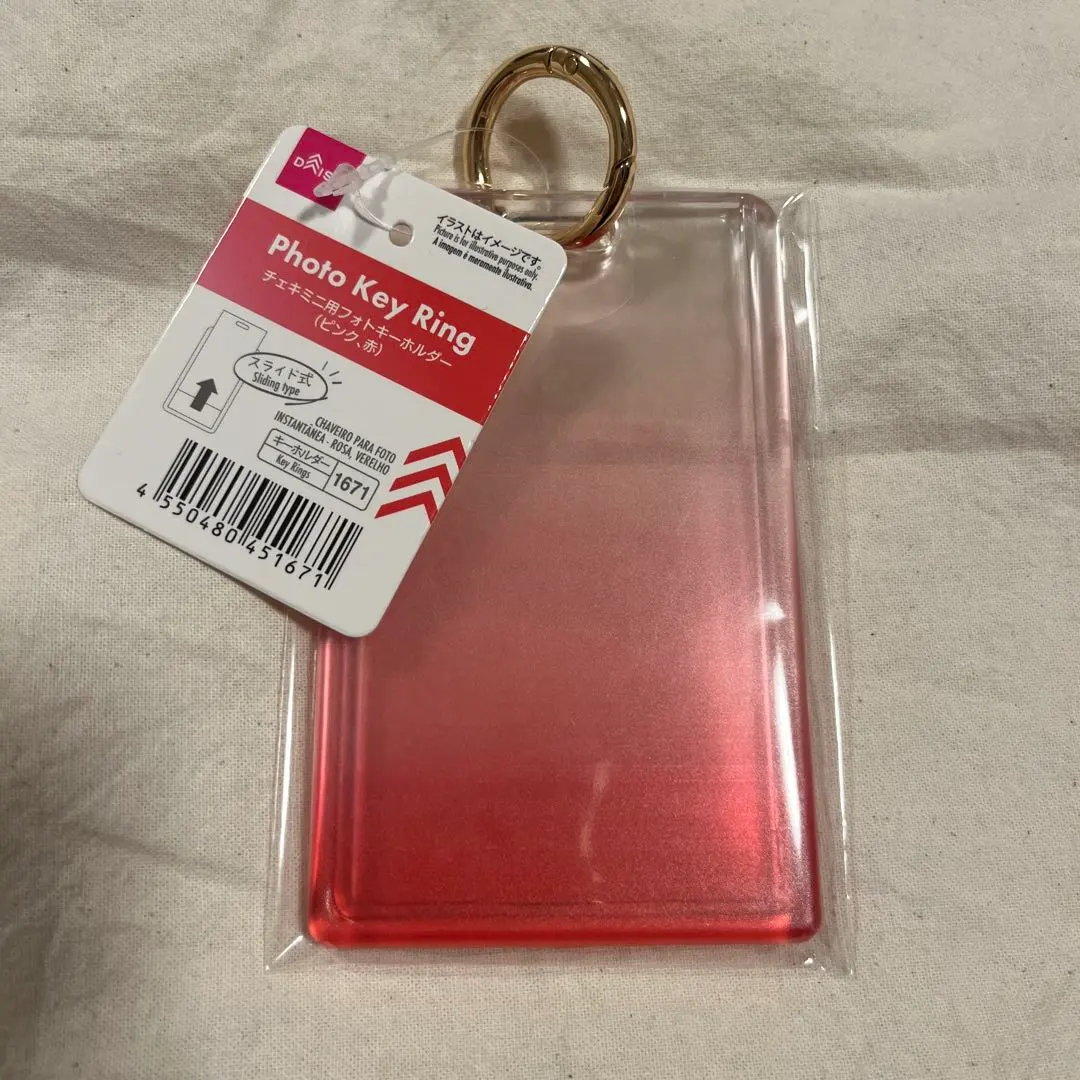 DAIS
イラストはイメージです。
Picture is for illustrative purposes only.
A imagem é meramente ilustrativa.
Photo Key Ring
チェキミニ用フォトキーホルダー
(ピンク、赤)
スライド式
Sliding type
CHAVEIRO PARA FOTO
INSTANTÂNEA - ROSA, VERELHO
キーホルダー
Key Rings
1671
4 550480 451671